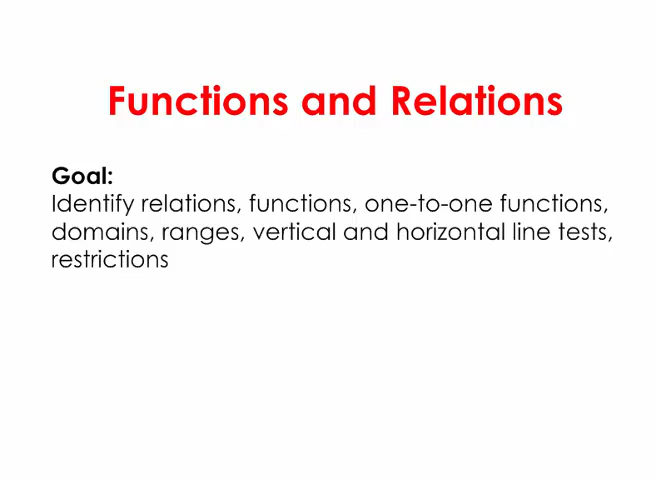 Functions and Relations
Goal:
Identify relations, functions, one-to-one functions,
domains, ranges, vertical and horizontal line tests,
restrictions